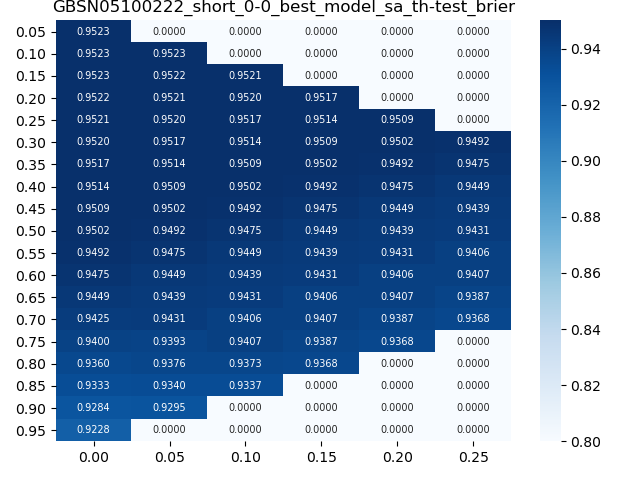 GBSN05100222_short_0-0_best_model_sa_th-test_brier
0.05 0.9523 0.0000 0.0000 0.0000 0.0000 0.0000
0.10 0.9523 0.9523 0.0000 0.0000 0.0000 0.0000
0.15 0.9523 0.9522 0.9521 0.0000 0.0000 0.0000
0.20 0.9522 0.9521 0.9520 0.9517 0.0000 0.0000
0.25 0.9521 0.9520 0.9517 0.9514 0.9509 0.0000
0.30 0.9520 0.9517 0.9514 0.9509 0.9502 0.9492
0.35 0.9517 0.9514 0.9509 0.9502 0.9492 0.9475
0.40 0.9514 0.9509 0.9502 0.9492 0.9475 0.9449
0.45 0.9509 0.9502 0.9492 0.9475 0.9449 0.9439
0.50 0.9502 0.9492 0.9475 0.9449 0.9439 0.9431
0.55 0.9492 0.9475 0.9449 0.9439 0.9431 0.9406
0.60 0.9475 0.9449 0.9439 0.9431 0.9406 0.9407
0.65 0.9449 0.9439 0.9431 0.9406 0.9407 0.9387
0.70 0.9425 0.9431 0.9406 0.9407 0.9387 0.9368
0.75 0.9400 0.9393 0.9407 0.9387 0.9368 0.0000
0.80 0.9360 0.9376 0.9373 0.9368 0.0000 0.0000
0.85 0.9333 0.9340 0.9337 0.0000 0.0000 0.0000
0.90 0.9284 0.9295 0.0000 0.0000 0.0000 0.0000
0.95 0.9228 0.0000 0.0000 0.0000 0.0000 0.0000
0.00 0.05 0.10 0.15 0.20 0.25
0.94
0.92
0.90
0.88
0.86
0.84
0.82
0.80